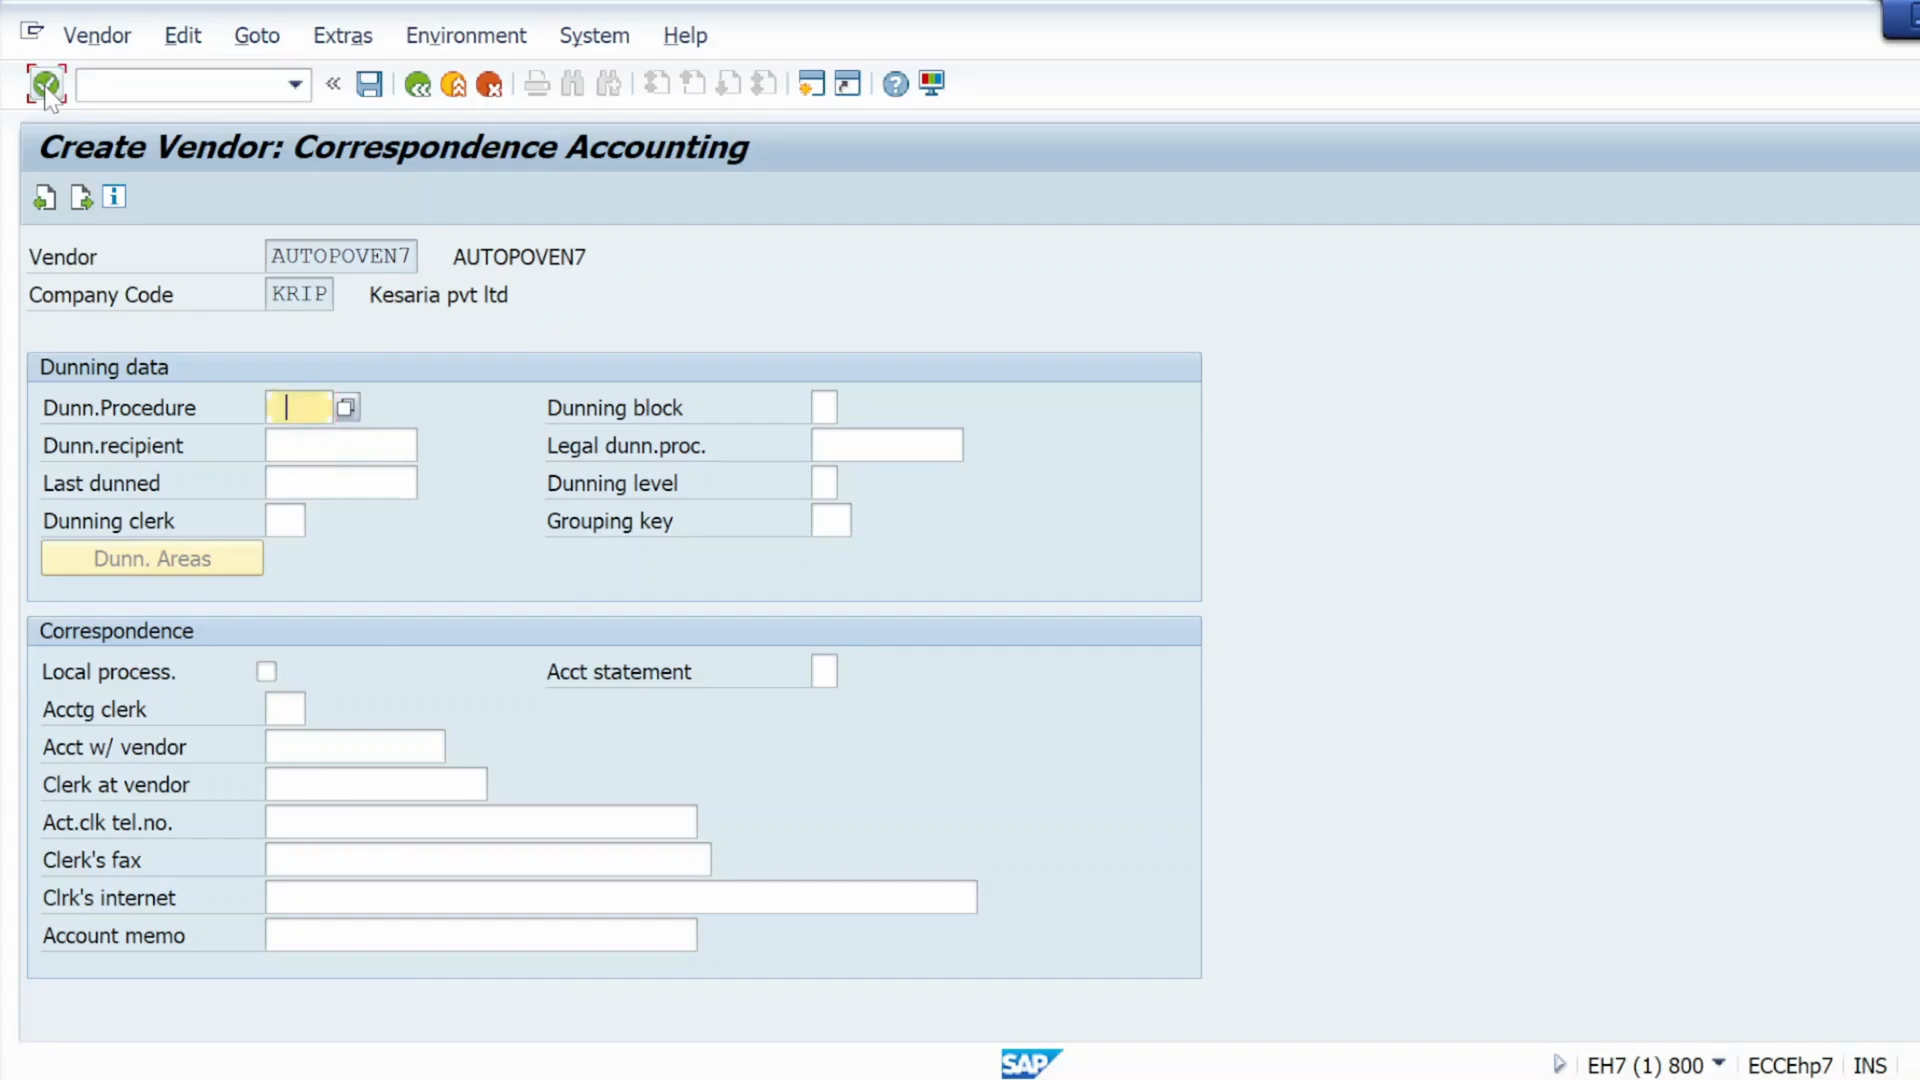 Vendor Edit Goto Extras Environment System Help
Create Vendor: Correspondence Accounting
Vendor AUTOPOVEN7 AUTOPOVEN7
Company Code KRIP Kesaria pvt ltd
Dunning data
Dunn.Procedure Dunning block
Dunn.recipient Legal dunn.proc.
Last dunned Dunning level
Dunning clerk Grouping key
Dunn. Areas
Correspondence
Local process. Acct statement
Acctg clerk
Acct w/ vendor
Clerk at vendor
Act.clk tel.no.
Clerk's fax
Clrk's internet
Account memo
SAP EH7 (1) 800 ECCEhp7 INS